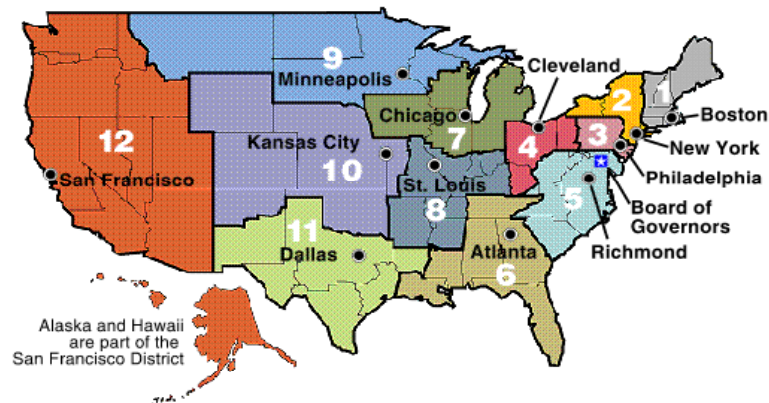 9
Minneapolis
Cleveland
2
1
Chicago
Boston
12
7
4
3
Kansas City
New York
10
San Francisco
St. Louis
Philadelphia
5
8
Board of
Governors
11
Dallas
Atlanta
Richmond
6
Alaska and Hawaii
are part of the
San Francisco District